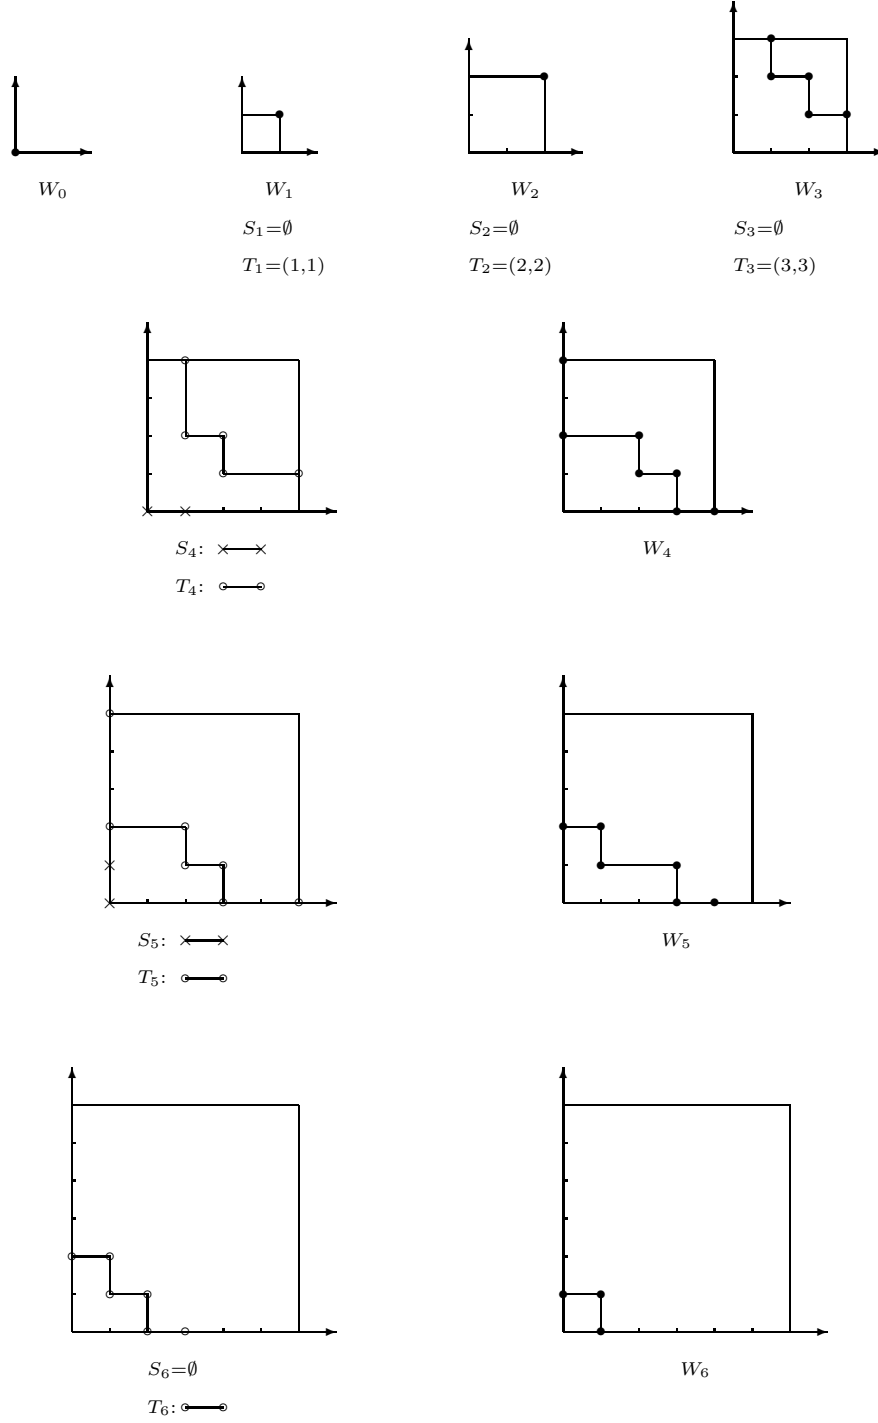 W₀ W₁ W₂ W₃
S₁=∅ S₂=∅ S₃=∅
T₁=(1,1) T₂=(2,2) T₃=(3,3)
S₄: W₄
T₄:
S₅: W₅
T₅:
S₆=∅ W₆
T₆: